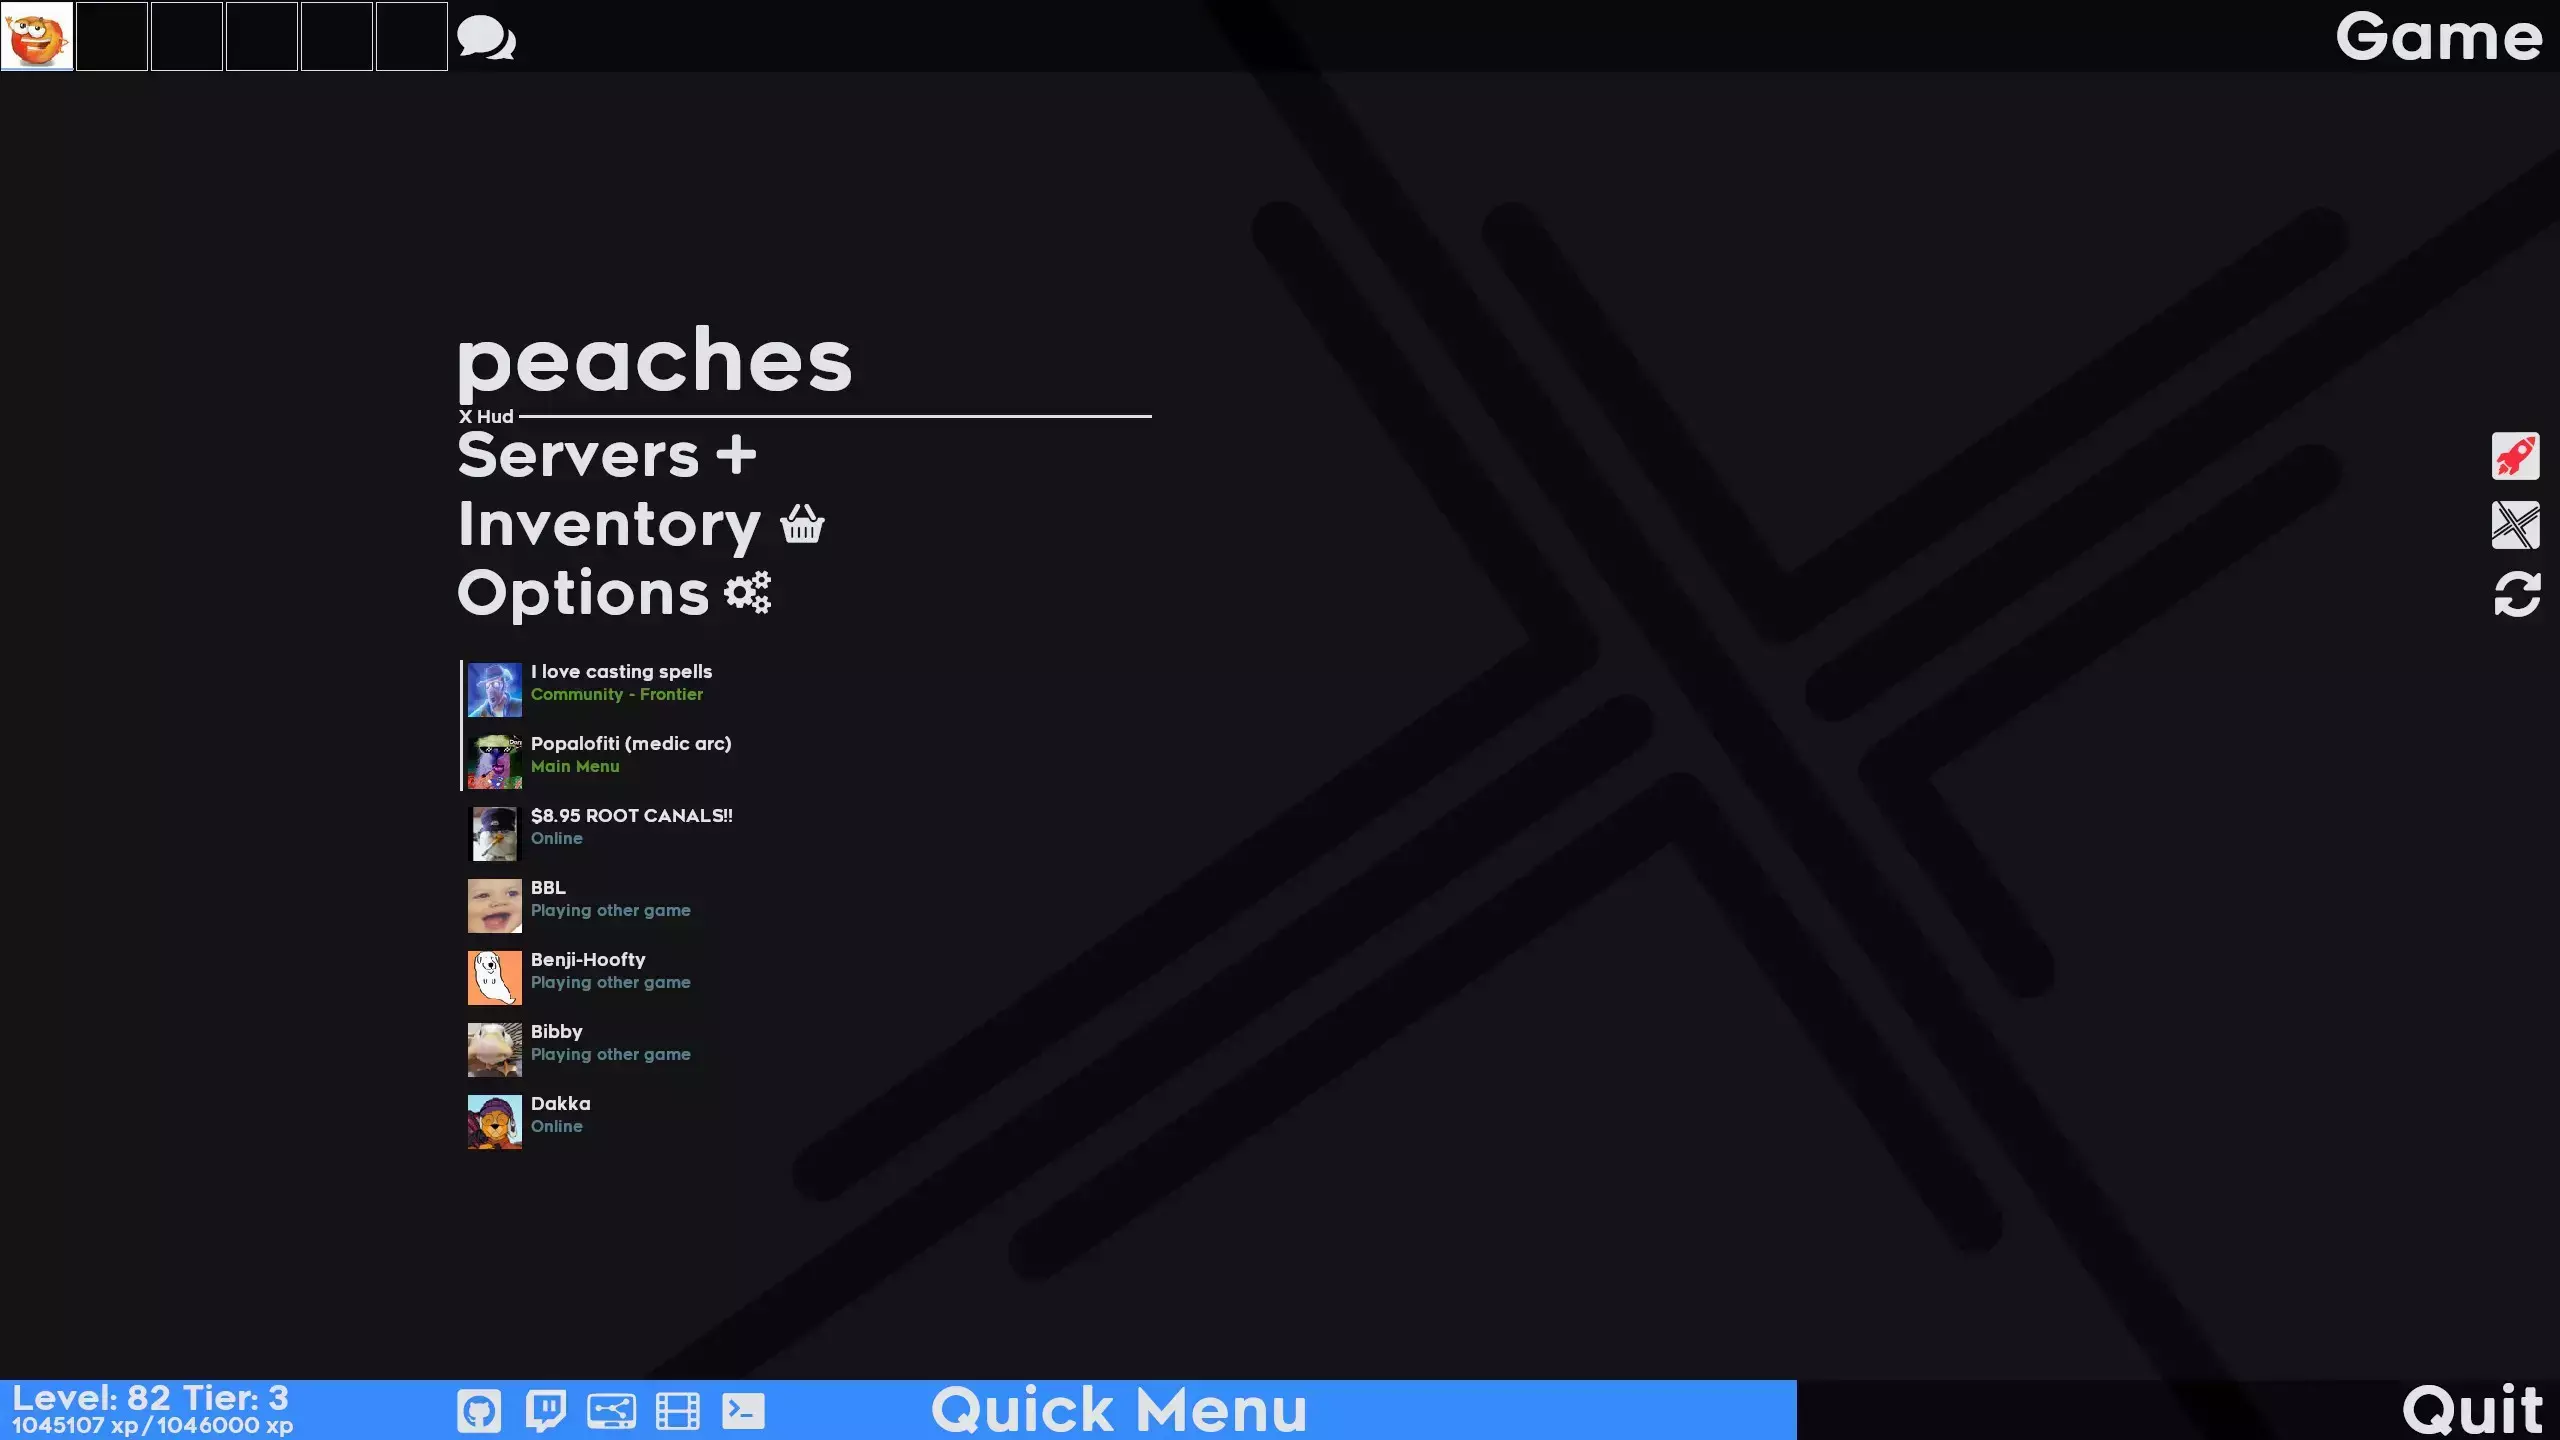 Game
peaches
X Hud
Servers +
Inventory
Options
I love casting spells
Community - Frontier
Popalofiti (medic arc)
Main Menu
$8.95 ROOT CANALS!!
Online
BBL
Playing other game
Benji-Hoofty
Playing other game
Bibby
Playing other game
Dakka
Online
Level: 82 Tier: 3
1045107 xp / 1046000 xp
Quick Menu
Quit